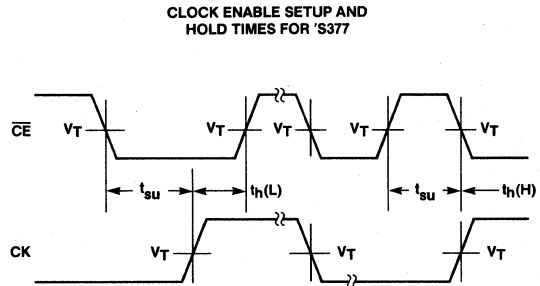 CLOCK ENABLE SETUP AND
HOLD TIMES FOR 'S377
CE VT VT VT VT VT
tsu th(L) tsu th(H)
CK VT VT VT